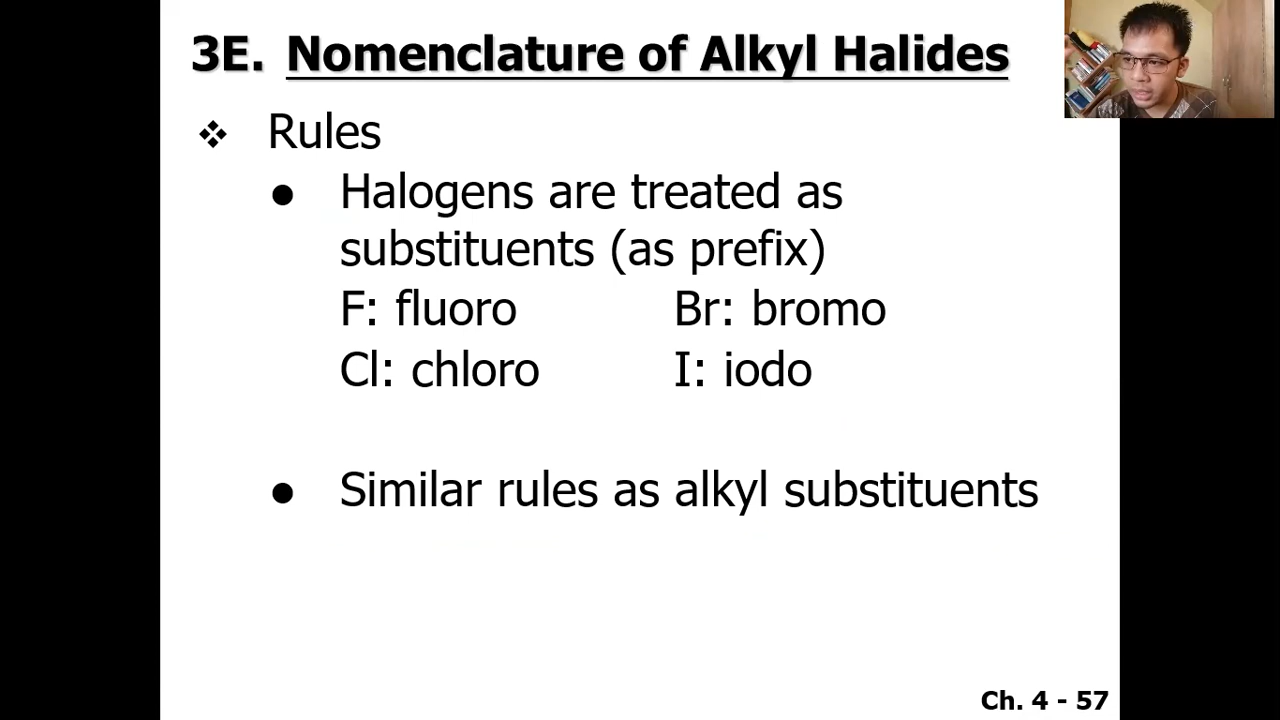 3E. Nomenclature of Alkyl Halides
❖ Rules
● Halogens are treated as
substituents (as prefix)
F: fluoro Br: bromo
Cl: chloro I: iodo
● Similar rules as alkyl substituents
Ch. 4 - 57